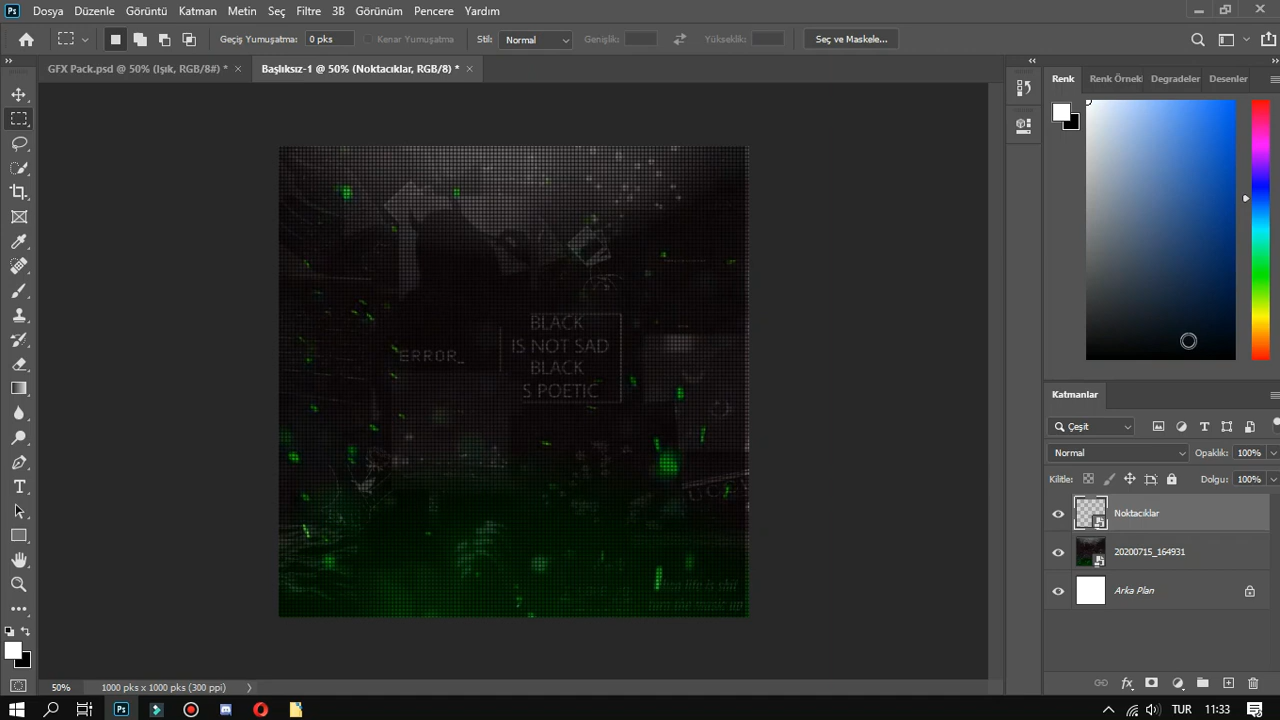 Ps Dosya Düzenle Görüntü Katman Metin Seç Filtre 3B Görünüm Pencere Yardım
Geçiş Yumuşatma: 0 pks Kenar Yumuşatma Stil: Normal Genişlik: Yükseklik: Seç ve Maskele...
GFX Pack.psd @ 50% (Işık, RGB/8#) * × Başlıksız-1 @ 50% (Noktacıklar, RGB/8) * ×
Renk Renk Örnekl Degradeler Desenler
BLACK
IS NOT SAD
BLACK
S POETIC
ERROR_
Katmanlar
Çeşit
Normal Opaklık: 100%
Kilitle: Dolgu: 100%
Noktacıklar
20200715_164931
Arka Plan
50% 1000 pks x 1000 pks (300 ppi)
Ps TUR 11:33